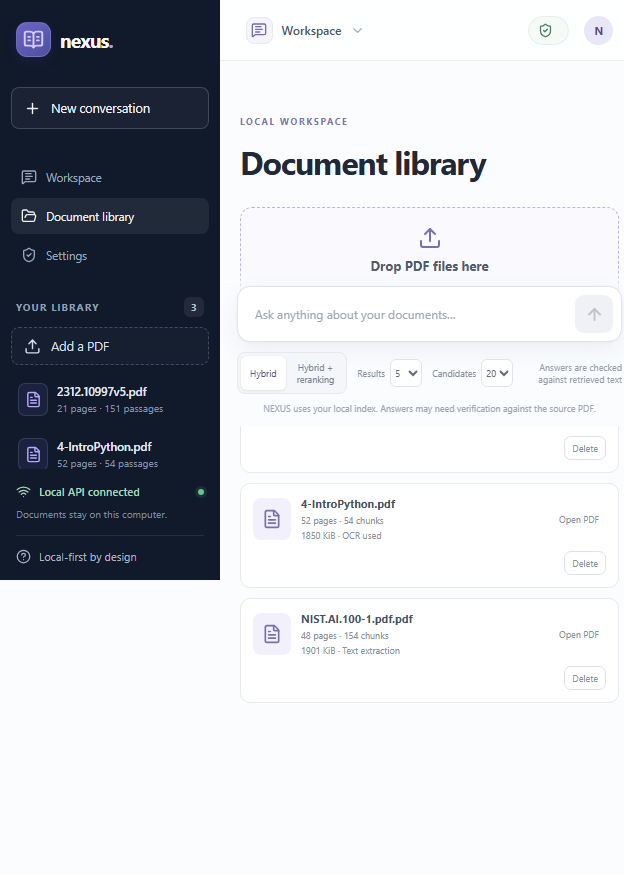 nexus.
New conversation
Workspace
Document library
Settings
YOUR LIBRARY 3
Add a PDF
2312.10997v5.pdf
21 pages · 151 passages
4-IntroPython.pdf
52 pages · 54 passages
Local API connected
Documents stay on this computer.
Local-first by design
Workspace
N
LOCAL WORKSPACE
Document library
Drop PDF files here
Ask anything about your documents...
Hybrid
Hybrid +
reranking
Results 5
Candidates 20
Answers are checked
against retrieved text
NEXUS uses your local index. Answers may need verification against the source PDF.
Delete
4-IntroPython.pdf
52 pages · 54 chunks
1850 KiB · OCR used
Open PDF
Delete
NIST.AI.100-1.pdf.pdf
48 pages · 154 chunks
1901 KiB · Text extraction
Open PDF
Delete